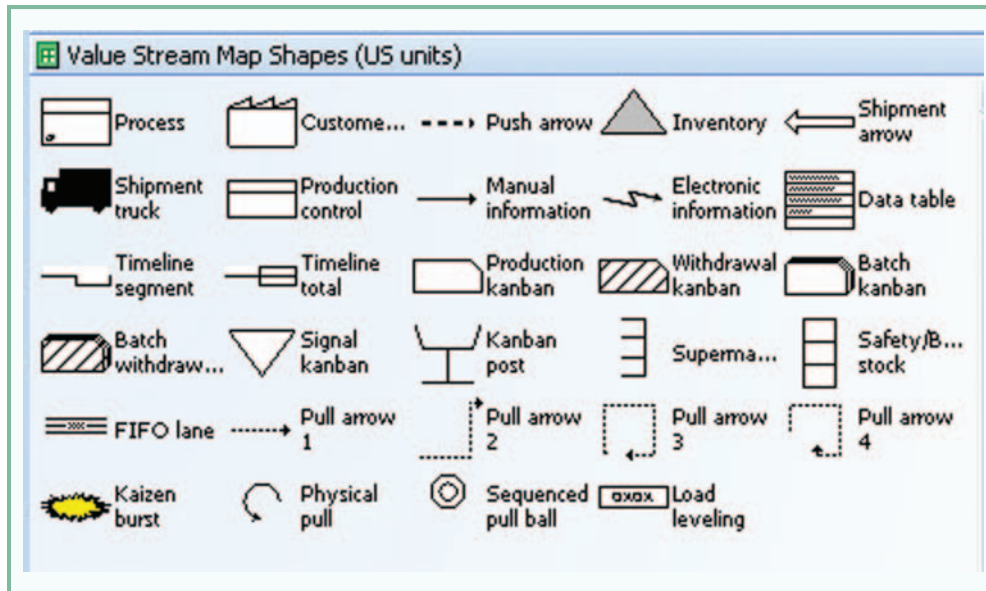 Value Stream Map Shapes (US units)
Process
Custome...
Push arrow
Inventory
Shipment
arrow
Shipment
truck
Production
control
Manual
information
Electronic
information
Data table
Timeline
segment
Timeline
total
Production
kanban
Withdrawal
kanban
Batch
kanban
Batch
withdraw...
Signal
kanban
Kanban
post
Superma...
Safety/B...
stock
FIFO lane
Pull arrow
1
Pull arrow
2
Pull arrow
3
Pull arrow
4
Kaizen
burst
Physical
pull
Sequenced
pull ball
OXOX
Load
leveling